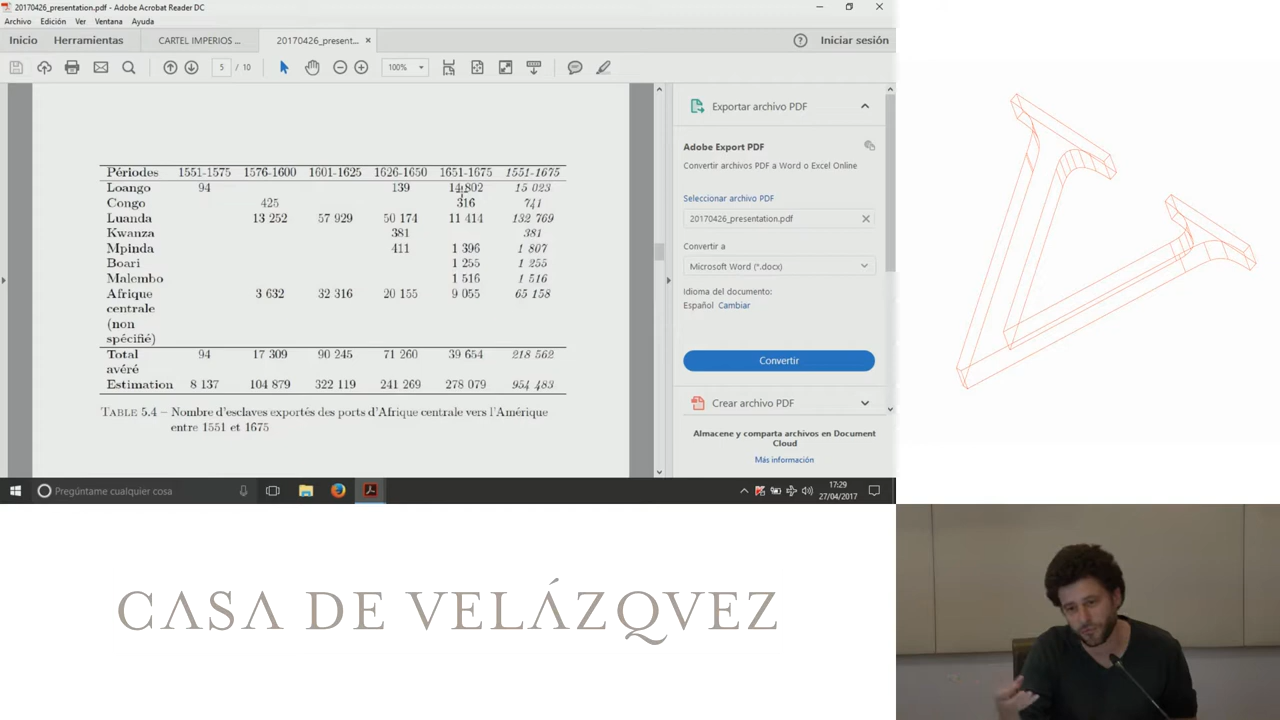 20170426_presentation.pdf - Adobe Acrobat Reader DC
Archivo Edición Ver Ventana Ayuda
Inicio Herramientas CARTEL IMPERIOS ... 20170426_present... × Iniciar sesión
5 / 10 100%
Périodes 1551-1575 1576-1600 1601-1625 1626-1650 1651-1675 1551-1675
Loango 94 139 14 802 15 023
Congo 425 316 741
Luanda 13 252 57 929 50 174 11 414 132 769
Kwanza 381 381
Mpinda 411 1 396 1 807
Boari 1 255 1 255
Malembo 1 516 1 516
Afrique 3 632 32 316 20 155 9 055 65 158
centrale
(non
spécifié)
Total 94 17 309 90 245 71 260 39 654 218 562
avéré
Estimation 8 137 104 879 322 119 241 269 278 079 954 483
TABLE 5.4 – Nombre d'esclaves exportés des ports d'Afrique centrale vers l'Amérique
entre 1551 et 1675
Exportar archivo PDF
Adobe Export PDF
Convertir archivos PDF a Word o Excel Online
Seleccionar archivo PDF
20170426_presentation.pdf
Convertir a
Microsoft Word (*.docx)
Idioma del documento:
Español Cambiar
Convertir
Crear archivo PDF
Almacene y comparta archivos en Document
Cloud
Más información
Pregúntame cualquier cosa
17:29
27/04/2017
CASA DE VELÁZQVEZ